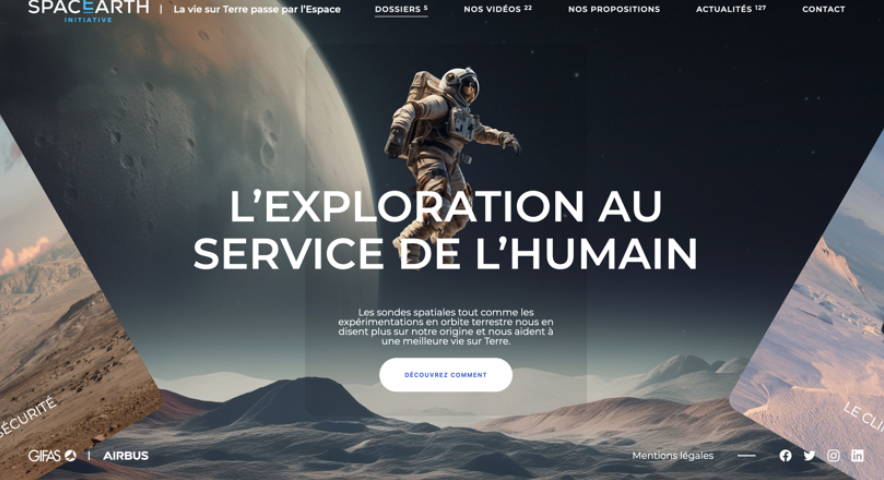 SPACEARTH
INITIATIVE
La vie sur Terre passe par l'Espace
DOSSIERS 5
NOS VIDÉOS 22
NOS PROPOSITIONS
ACTUALITÉS 127
CONTACT
L'EXPLORATION AU
SERVICE DE L'HUMAIN
Les sondes spatiales tout comme les
expérimentations en orbite terrestre nous en
disent plus sur notre origine et nous aident à
une meilleure vie sur Terre.
DÉCOUVREZ COMMENT
SÉCURITÉ
LE CLI
GIFAS
AIRBUS
Mentions légales